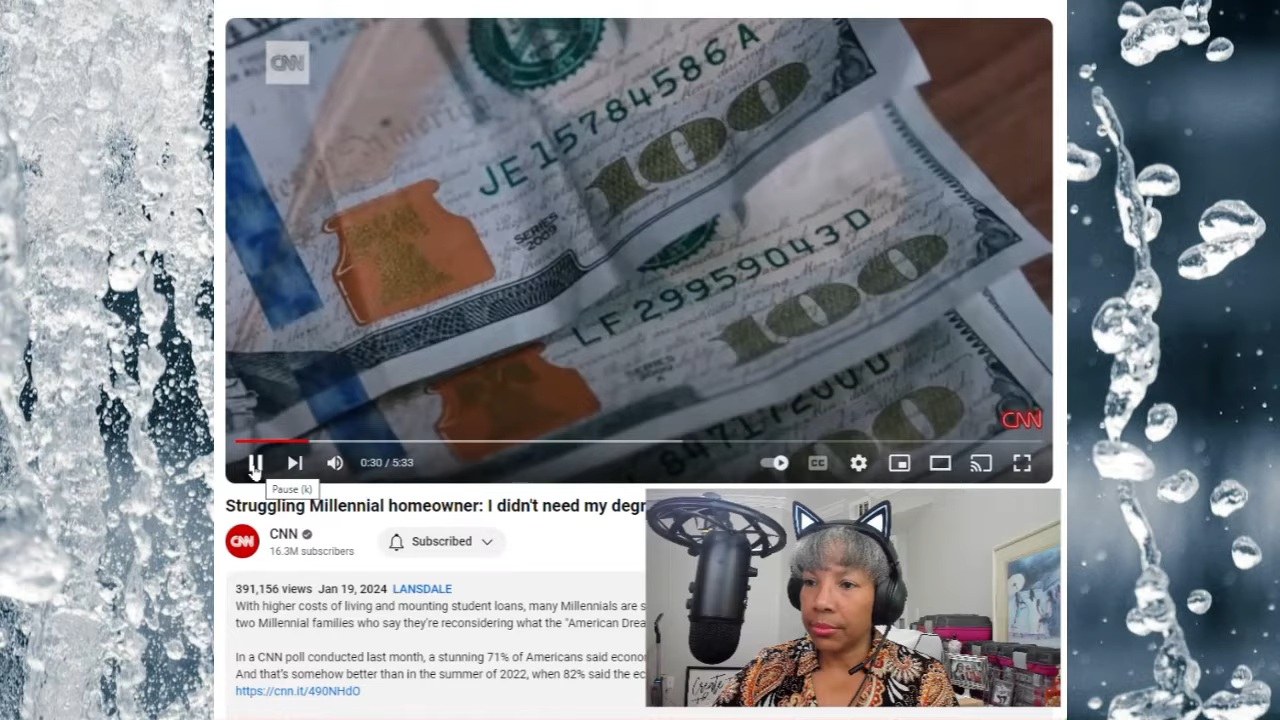 CNN
JE 15784586 A
100
SERIES
2009
LF 29959043 D
100
CNN
0:30 / 5:33
CC
Pause (k)
Struggling Millennial homeowner: I didn't need my degr
CNN
CNN
16.3M subscribers
Subscribed
391,156 views Jan 19, 2024 LANSDALE
With higher costs of living and mounting student loans, many Millennials are s
two Millennial families who say they're reconsidering what the "American Drea
In a CNN poll conducted last month, a stunning 71% of Americans said econo
And that's somehow better than in the summer of 2022, when 82% said the ec
https://cnn.it/490NHdO
Create